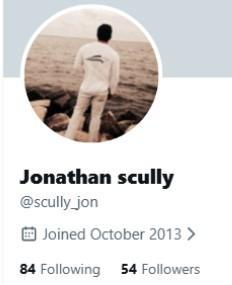 Jonathan scully
@scully_jon
Joined October 2013
84 Following 54 Followers